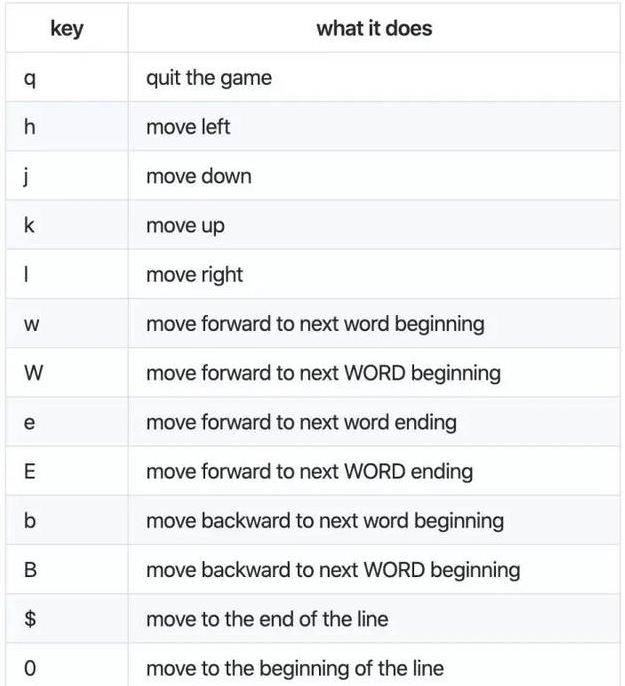 key what it does
q quit the game
h move left
j move down
k move up
l move right
w move forward to next word beginning
W move forward to next WORD beginning
e move forward to next word ending
E move forward to next WORD ending
b move backward to next word beginning
B move backward to next WORD beginning
$ move to the end of the line
0 move to the beginning of the line